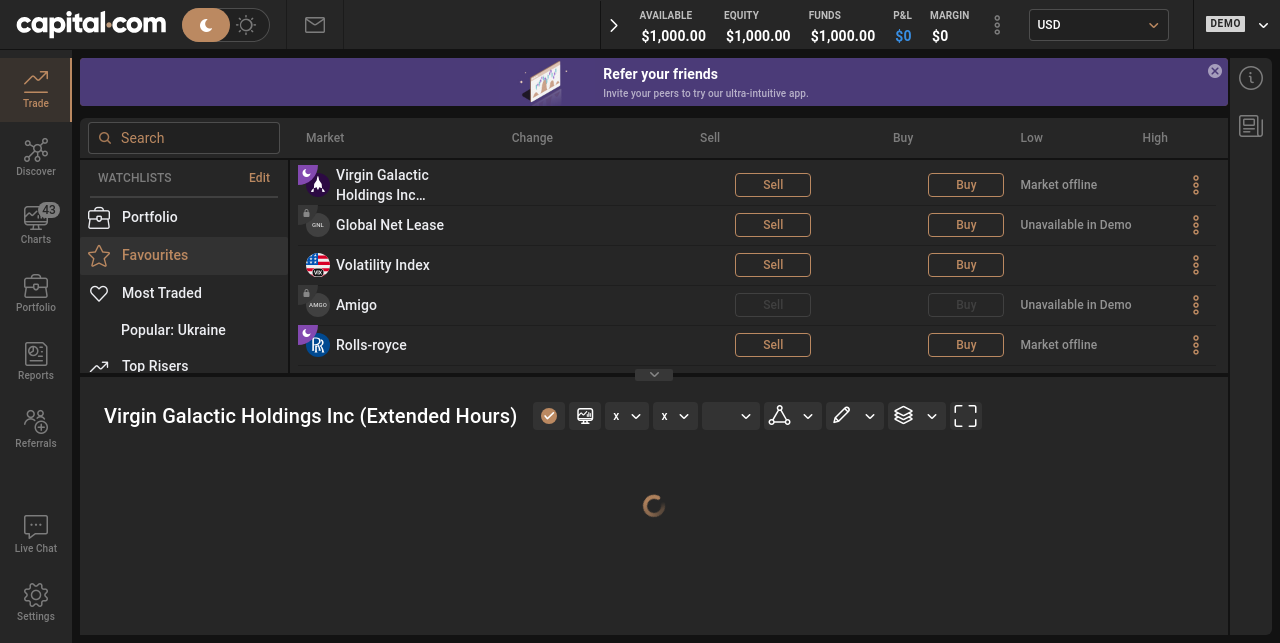 capital.com
AVAILABLE EQUITY FUNDS P&L MARGIN
$1,000.00 $1,000.00 $1,000.00 $0 $0
USD
DEMO
Trade
Discover
43
Charts
Portfolio
Reports
Referrals
Live Chat
Settings
Refer your friends
Invite your peers to try our ultra-intuitive app.
Search
WATCHLISTS Edit
Portfolio
Favourites
Most Traded
Popular: Ukraine
Top Risers
Market Change Sell Buy Low High
Virgin Galactic
Holdings Inc...
Sell Buy Market offline
GNL Global Net Lease Sell Buy Unavailable in Demo
VIX Volatility Index Sell Buy
AMGO Amigo Sell Buy Unavailable in Demo
RR Rolls-royce Sell Buy Market offline
Virgin Galactic Holdings Inc (Extended Hours) x x